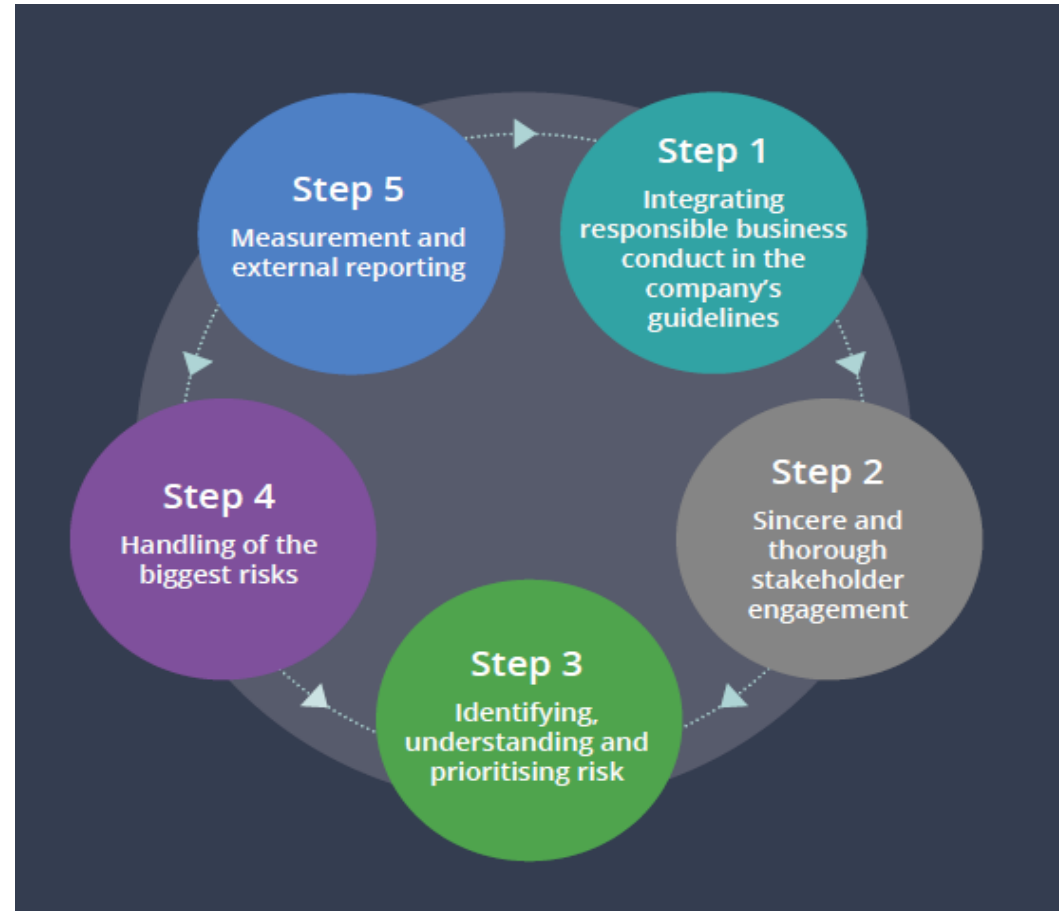 Step 1
Integrating
responsible business
conduct in the
company’s
guidelines
Step 2
Sincere and
thorough
stakeholder
engagement
Step 3
Identifying,
understanding and
prioritising risk
Step 4
Handling of the
biggest risks
Step 5
Measurement and
external reporting